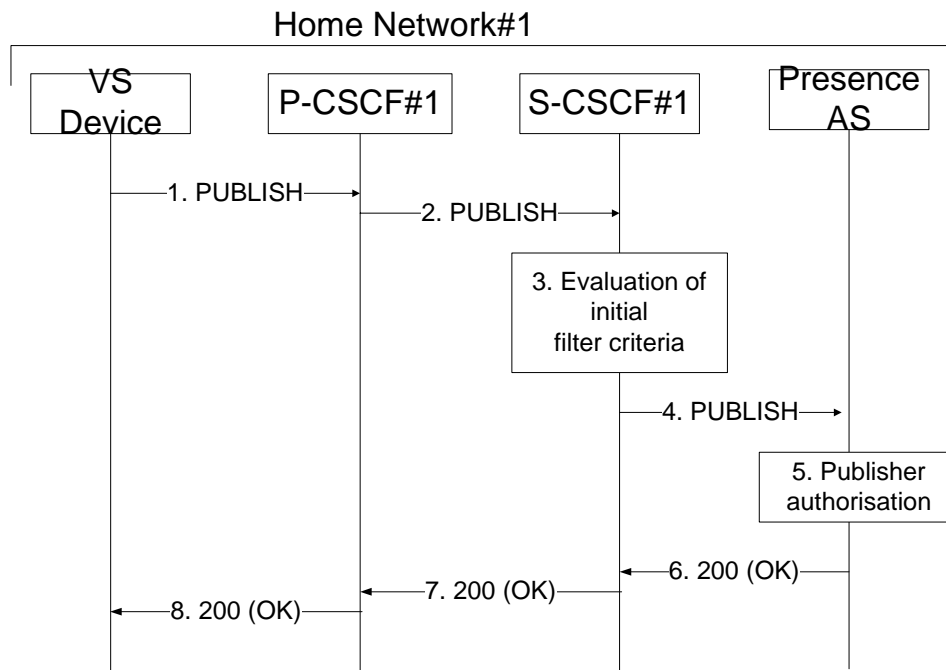 Home Network#1
VS
Device
P-CSCF#1
S-CSCF#1
Presence
AS
1. PUBLISH
2. PUBLISH
3. Evaluation of
initial
filter criteria
4. PUBLISH
5. Publisher
authorisation
6. 200 (OK)
7. 200 (OK)
8. 200 (OK)